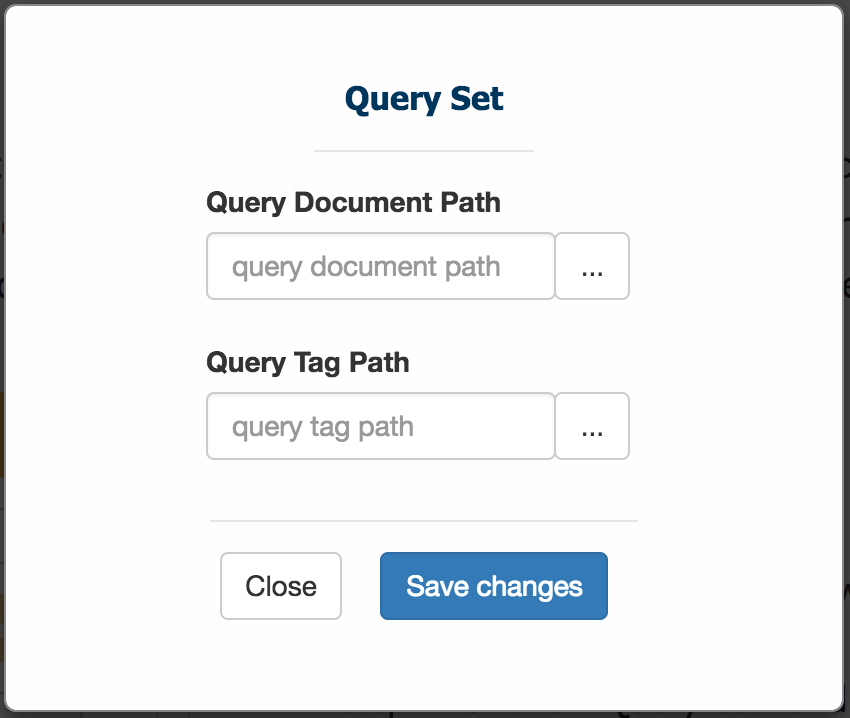 Query Set
Query Document Path
query document path
...
Query Tag Path
query tag path
...
Close
Save changes